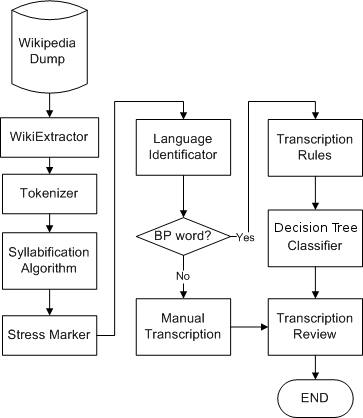 Wikipedia
Dump
WikiExtractor
Tokenizer
Syllabification
Algorithm
Stress Marker
Language
Identificator
BP word?
Yes
No
Manual
Transcription
Transcription
Rules
Decision Tree
Classifier
Transcription
Review
END